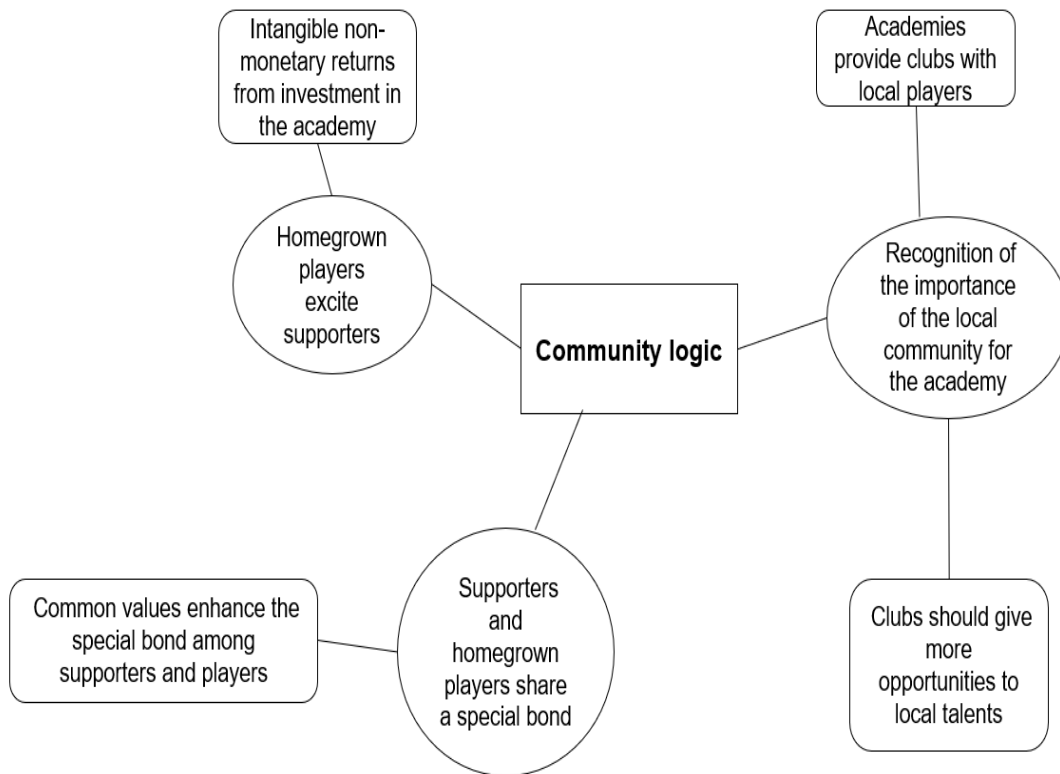 Intangible non-
monetary returns
from investment in
the academy
Academies
provide clubs with
local players
Homegrown
players
excite
supporters
Recognition of
the importance
of the local
community for
the academy
Community logic
Common values enhance the
special bond among
supporters and players
Supporters
and
homegrown
players share
a special bond
Clubs should give
more
opportunities to
local talents